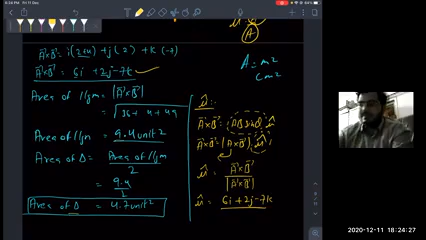 û =
A
A⃗×B⃗ = i(2+4) + j(2) + k(-7)
A⃗×B⃗ = 6i + 2j - 7k
Area of //gm = |A⃗×B⃗|
= √36 + 4 + 49
Area of //gm = 9.4 unit²
Area of Δ = Area of //gm / 2
= 9.4 / 2
Area of Δ = 4.7 unit²
A = m²
cm²
û :-
A⃗×B⃗ = AB sinθ û
A⃗×B⃗ = |A⃗×B⃗| û
û = A⃗×B⃗ / |A⃗×B⃗|
û = 6i + 2j - 7k
2020-12-11 18:24:27